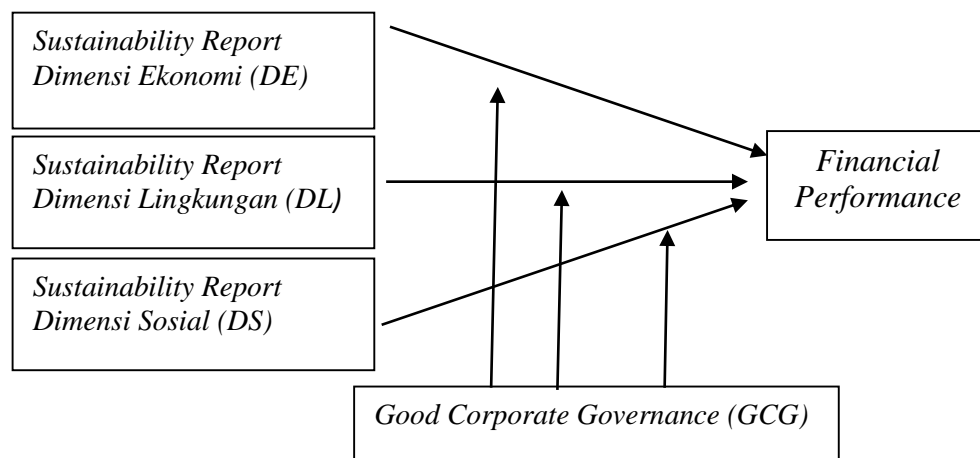 Sustainability Report
Dimensi Ekonomi (DE)
Sustainability Report
Dimensi Lingkungan (DL)
Sustainability Report
Dimensi Sosial (DS)
Financial
Performance
Good Corporate Governance (GCG)